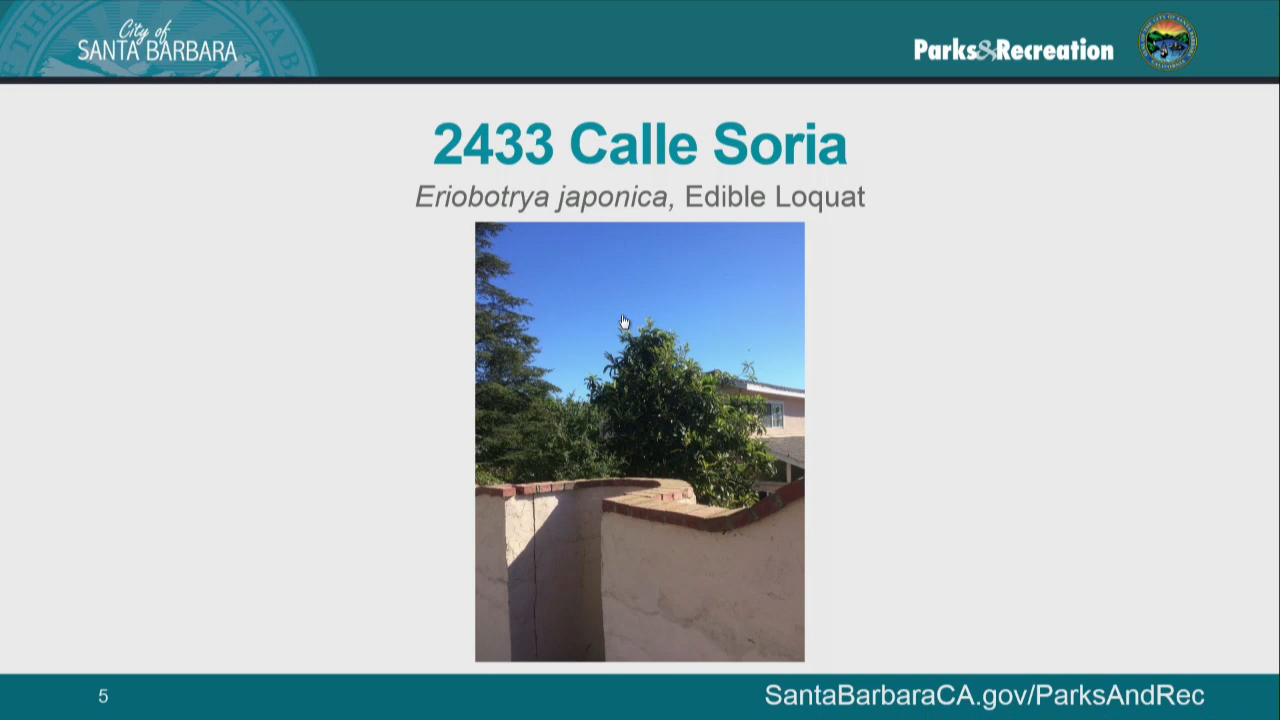 City of
SANTA BARBARA
Parks&Recreation
2433 Calle Soria
Eriobotrya japonica, Edible Loquat
5
SantaBarbaraCA.gov/ParksAndRec